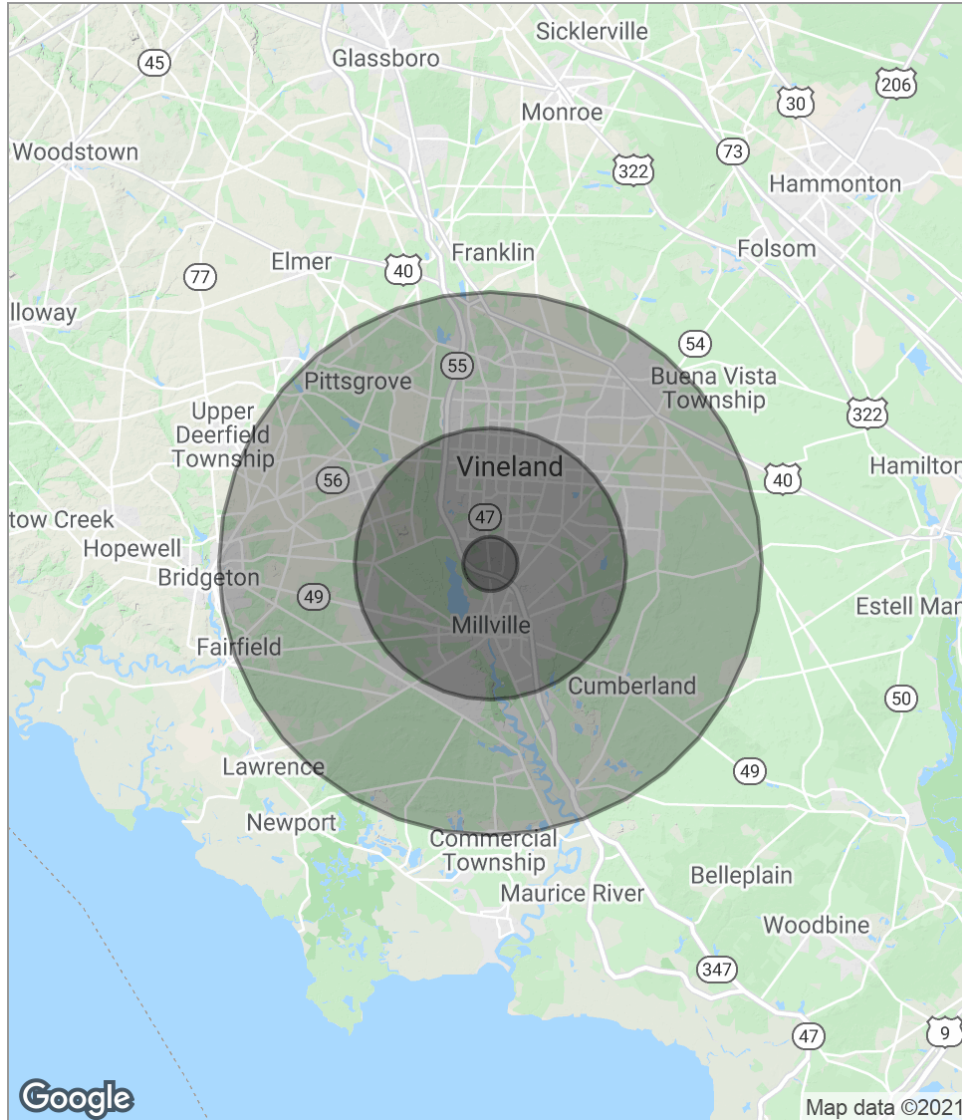 Sicklerville
Glassboro
45
206
30
Monroe
73
Woodstown
322
Hammonton
Folsom
Franklin
Elmer
40
77
lloway
54
55
Pittsgrove
Buena Vista
Township
Upper
Deerfield
Township
322
Vineland
Hamilton
56
40
tow Creek
47
Hopewell
Bridgeton
49
Estell Man
Millville
Fairfield
Cumberland
50
Lawrence
49
Newport
Commercial
Township
Belleplain
Maurice River
Woodbine
347
47
9
Google
Map data ©2021